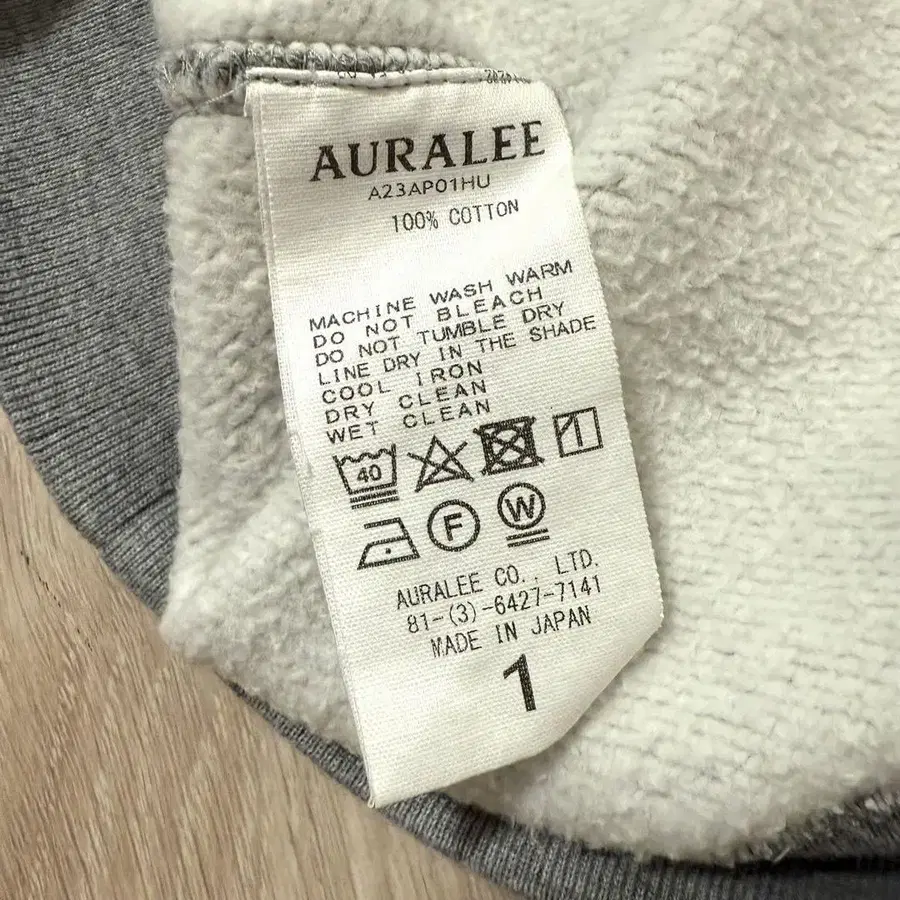 AURALEE
A23AP01HU
100% COTTON
MACHINE WASH WARM
DO NOT BLEACH
DO NOT TUMBLE DRY
LINE DRY IN THE SHADE
COOL IRON
DRY CLEAN
WET CLEAN
40
F W
AURALEE CO., LTD.
81-(3)-6427-7141
MADE IN JAPAN
1